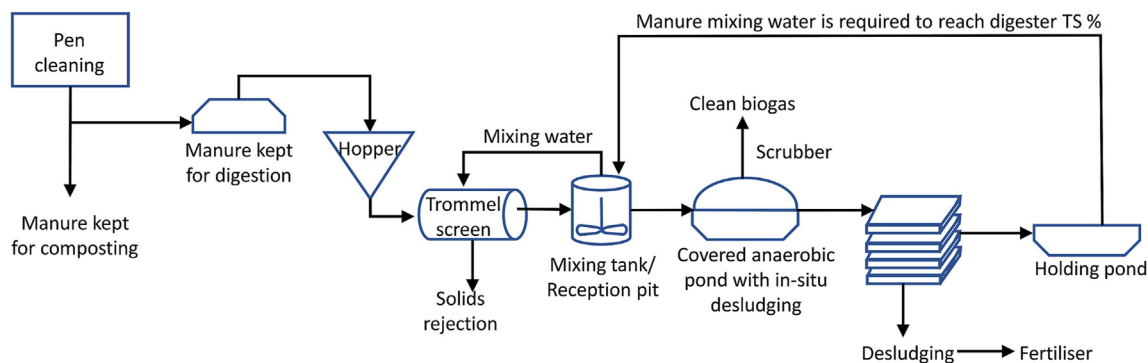 Manure mixing water is required to reach digester TS %
Pen
cleaning
Clean biogas
Mixing water
Hopper
Scrubber
Manure kept
for digestion
Trommel
screen
Manure kept
for composting
Mixing tank/
Reception pit
Covered anaerobic
pond with in-situ
desludging
Holding pond
Solids
rejection
Desludging
Fertiliser